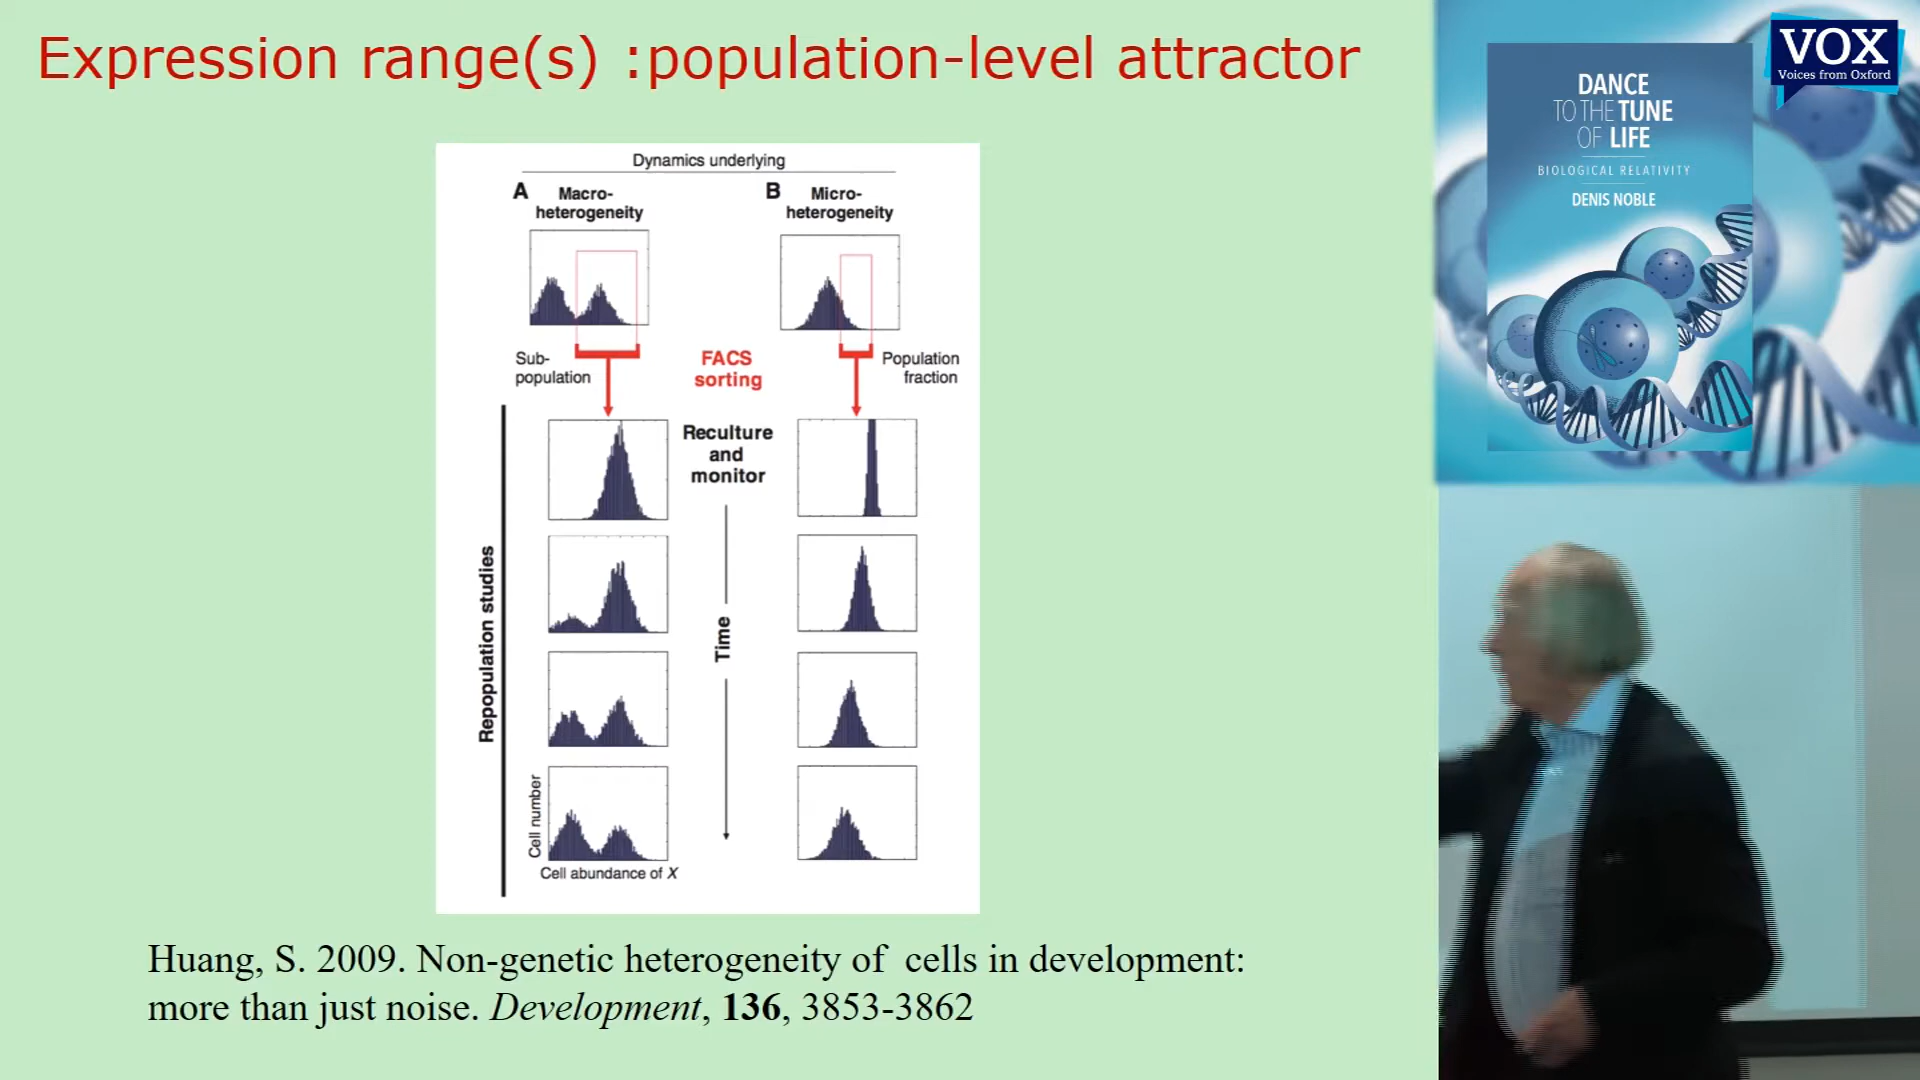 Expression range(s) :population-level attractor
Dynamics underlying
A Macro-
heterogeneity
B Micro-
heterogeneity
Sub-
population
FACS
sorting
Population
fraction
Reculture
and
monitor
Repopulation studies
Time
Cell number
Cell abundance of X
Huang, S. 2009. Non-genetic heterogeneity of cells in development:
more than just noise. Development, 136, 3853-3862
DANCE
TO THE TUNE
OF LIFE
BIOLOGICAL RELATIVITY
DENIS NOBLE
VOX
Voices from Oxford